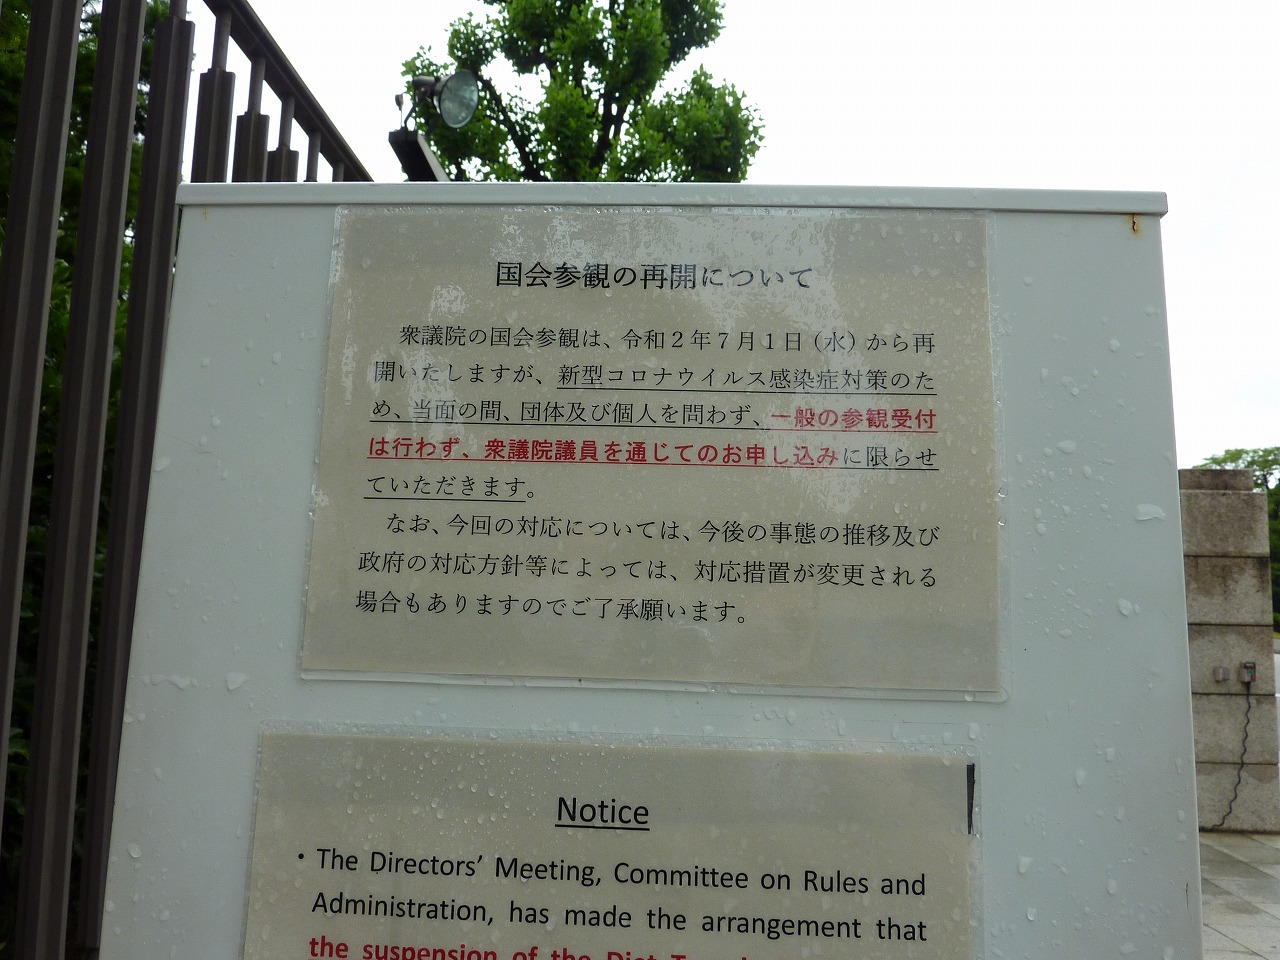 国会参観の再開について
衆議院の国会参観は、令和２年７月１日（水）から再
開いたしますが、新型コロナウイルス感染症対策のた
め、当面の間、団体及び個人を問わず、一般の参観受付
は行わず、衆議院議員を通じてのお申し込みに限らせ
ていただきます。
なお、今回の対応については、今後の事態の推移及び
政府の対応方針等によっては、対応措置が変更される
場合もありますのでご了承願います。
Notice
・The Directors’ Meeting, Committee on Rules and
Administration, has made the arrangement that
the suspension of the Diet